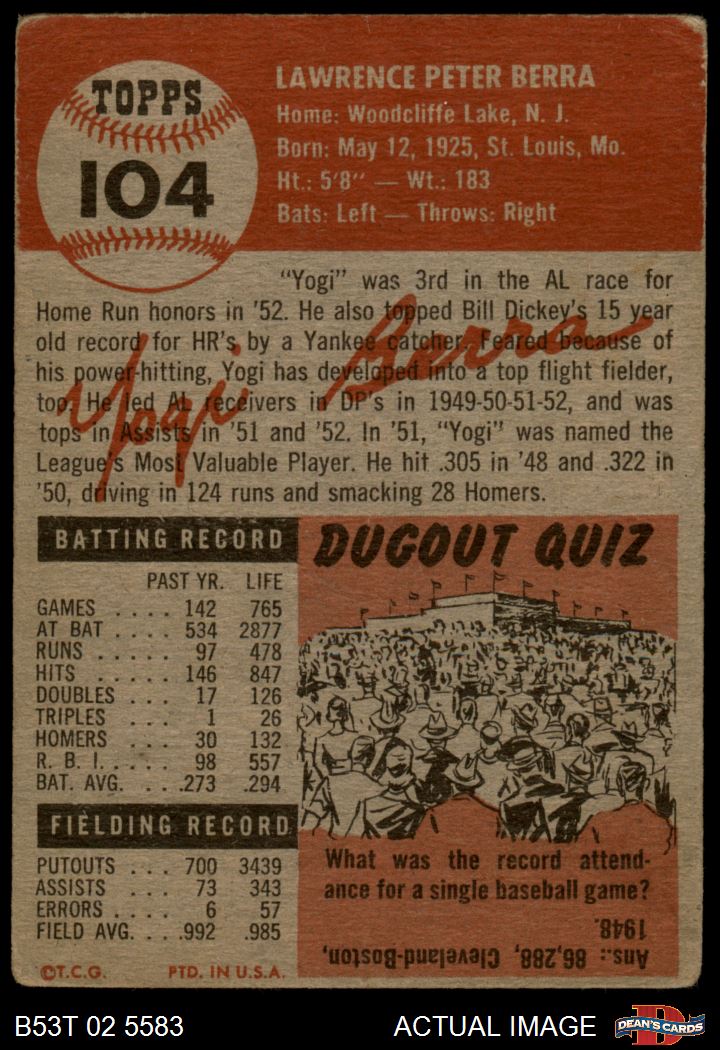 TOPPS
104
LAWRENCE PETER BERRA
Home: Woodcliffe Lake, N. J.
Born: May 12, 1925, St. Louis, Mo.
Ht.: 5'8" — Wt.: 183
Bats: Left — Throws: Right
"Yogi" was 3rd in the AL race for
Home Run honors in '52. He also topped Bill Dickey's 15 year
old record for HR's by a Yankee catcher. Feared because of
his power-hitting, Yogi has developed into a top flight fielder,
too. He led AL receivers in DP's in 1949-50-51-52, and was
tops in Assists in '51 and '52. In '51, "Yogi" was named the
League's Most Valuable Player. He hit .305 in '48 and .322 in
'50, driving in 124 runs and smacking 28 Homers.
Yogi Berra
BATTING RECORD
PAST YR. LIFE
GAMES . . . . 142 765
AT BAT . . . . 534 2877
RUNS . . . . . 97 478
HITS . . . . . 146 847
DOUBLES . . . 17 126
TRIPLES . . . 1 26
HOMERS . . . 30 132
R. B. I. . . . . 98 557
BAT. AVG. . . .273 .294
FIELDING RECORD
PUTOUTS . . . 700 3439
ASSISTS . . . 73 343
ERRORS . . . . 6 57
FIELD AVG. . . .992 .985
©T.C.G. PTD. IN U.S.A.
DUGOUT QUIZ
What was the record attend-
ance for a single baseball game?
Ans.: 86,288, Cleveland-Boston,
1948.
B53T 02 5583
ACTUAL IMAGE
D
DEAN'S CARDS